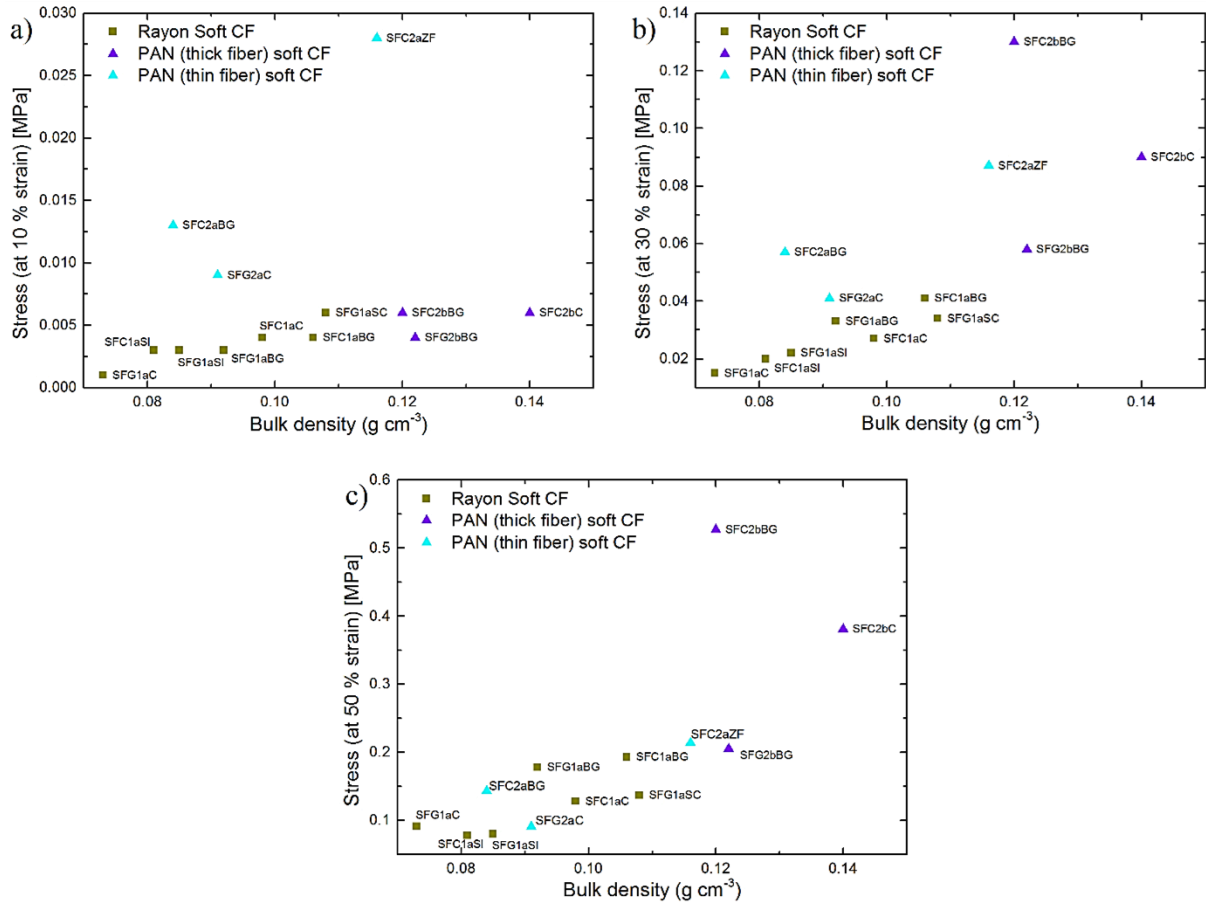 a)
Rayon Soft CF
PAN (thick fiber) soft CF
PAN (thin fiber) soft CF
Stress (at 10 % strain) [MPa]
0.030
0.025
0.020
0.015
0.010
0.005
0.000
SFC2aZF
SFC2aBG
SFG2aC
SFG1aSC
SFC2bBG
SFC2bC
SFC1aC
SFC1aSI
SFC1aBG
SFG2bBG
SFG1aSI
SFG1aBG
SFG1aC
0.08
0.10
0.12
0.14
Bulk density (g cm⁻³)
b)
Rayon Soft CF
PAN (thick fiber) soft CF
PAN (thin fiber) soft CF
Stress (at 30 % strain) [MPa]
0.14
0.12
0.10
0.08
0.06
0.04
0.02
SFC2bBG
SFC2bC
SFC2aZF
SFC2aBG
SFG2bBG
SFG2aC
SFC1aBG
SFG1aBG
SFG1aSC
SFC1aC
SFG1aSI
SFG1aC
SFC1aSI
0.08
0.10
0.12
0.14
Bulk density (g cm⁻³)
c)
Rayon Soft CF
PAN (thick fiber) soft CF
PAN (thin fiber) soft CF
Stress (at 50 % strain) [MPa]
0.6
0.5
0.4
0.3
0.2
0.1
SFC2bBG
SFC2bC
SFC2aZF
SFG2bBG
SFC1aBG
SFG1aBG
SFC2aBG
SFG1aSC
SFC1aC
SFG1aC
SFG2aC
SFC1aSI
SFG1aSI
0.08
0.10
0.12
0.14
Bulk density (g cm⁻³)